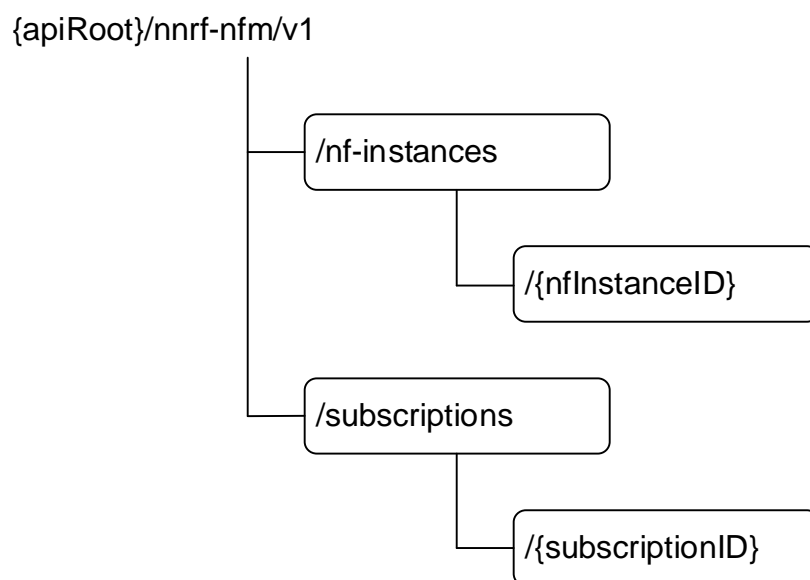 {apiRoot}/nnrf-nfm/v1
/nf-instances
/{nfInstanceID}
/subscriptions
/{subscriptionID}